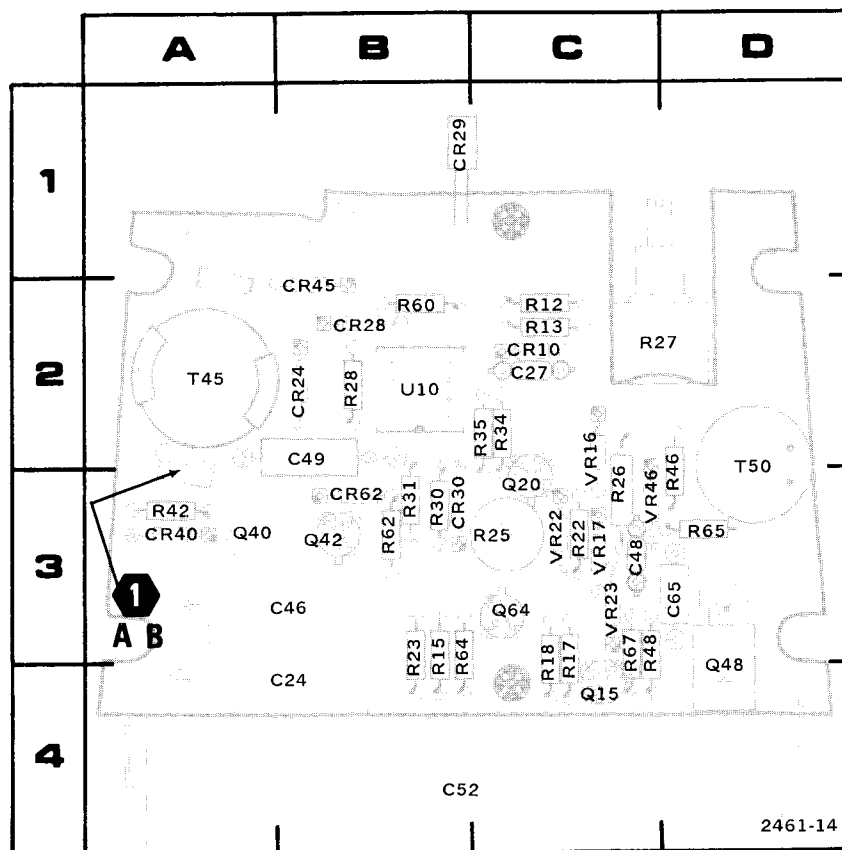 A B C D
CR29
1
CR45
R60 R12
CR28 R13
CR10
R27
C27
2
T45 CR24 R28 U10
R35 R34
C49
VR16
R46
T50
Q20
R26
CR62
R31 R30 CR30
VR46
R42
CR40 Q40 Q42 R62 R25 VR22 R22 VR17 C48 R65
3
1
A B
C46 Q64 VR23 C65
R23 R15 R64 R18 R17 R67 R48
C24 Q15 Q48
4
C52
2461-14